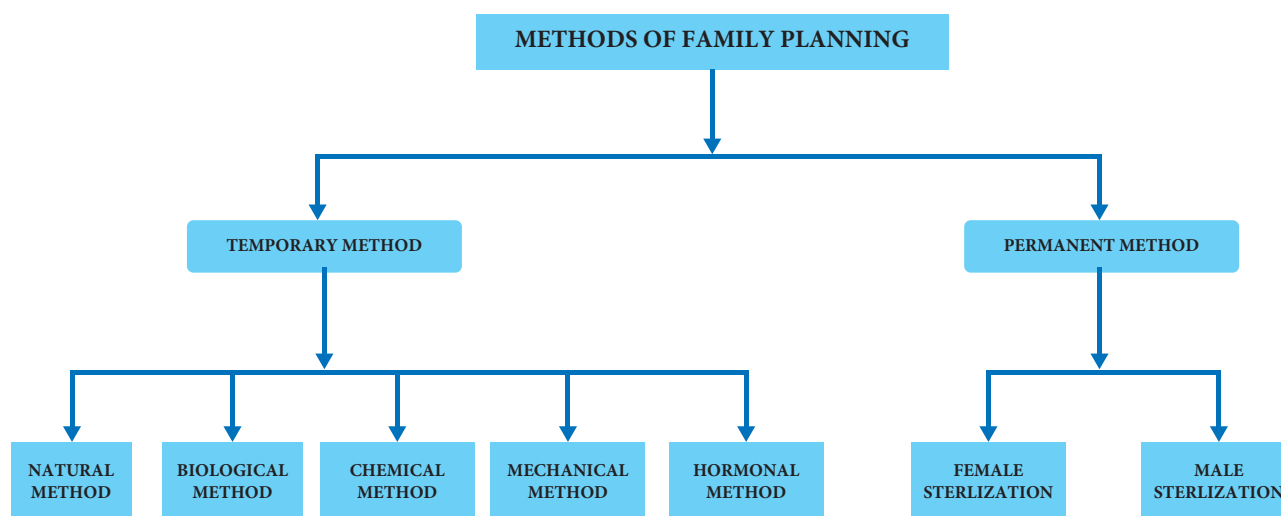 METHODS OF FAMILY PLANNING
TEMPORARY METHOD
PERMANENT METHOD
NATURAL
METHOD
BIOLOGICAL
METHOD
CHEMICAL
METHOD
MECHANICAL
METHOD
HORMONAL
METHOD
FEMALE
STERLIZATION
MALE
STERLIZATION